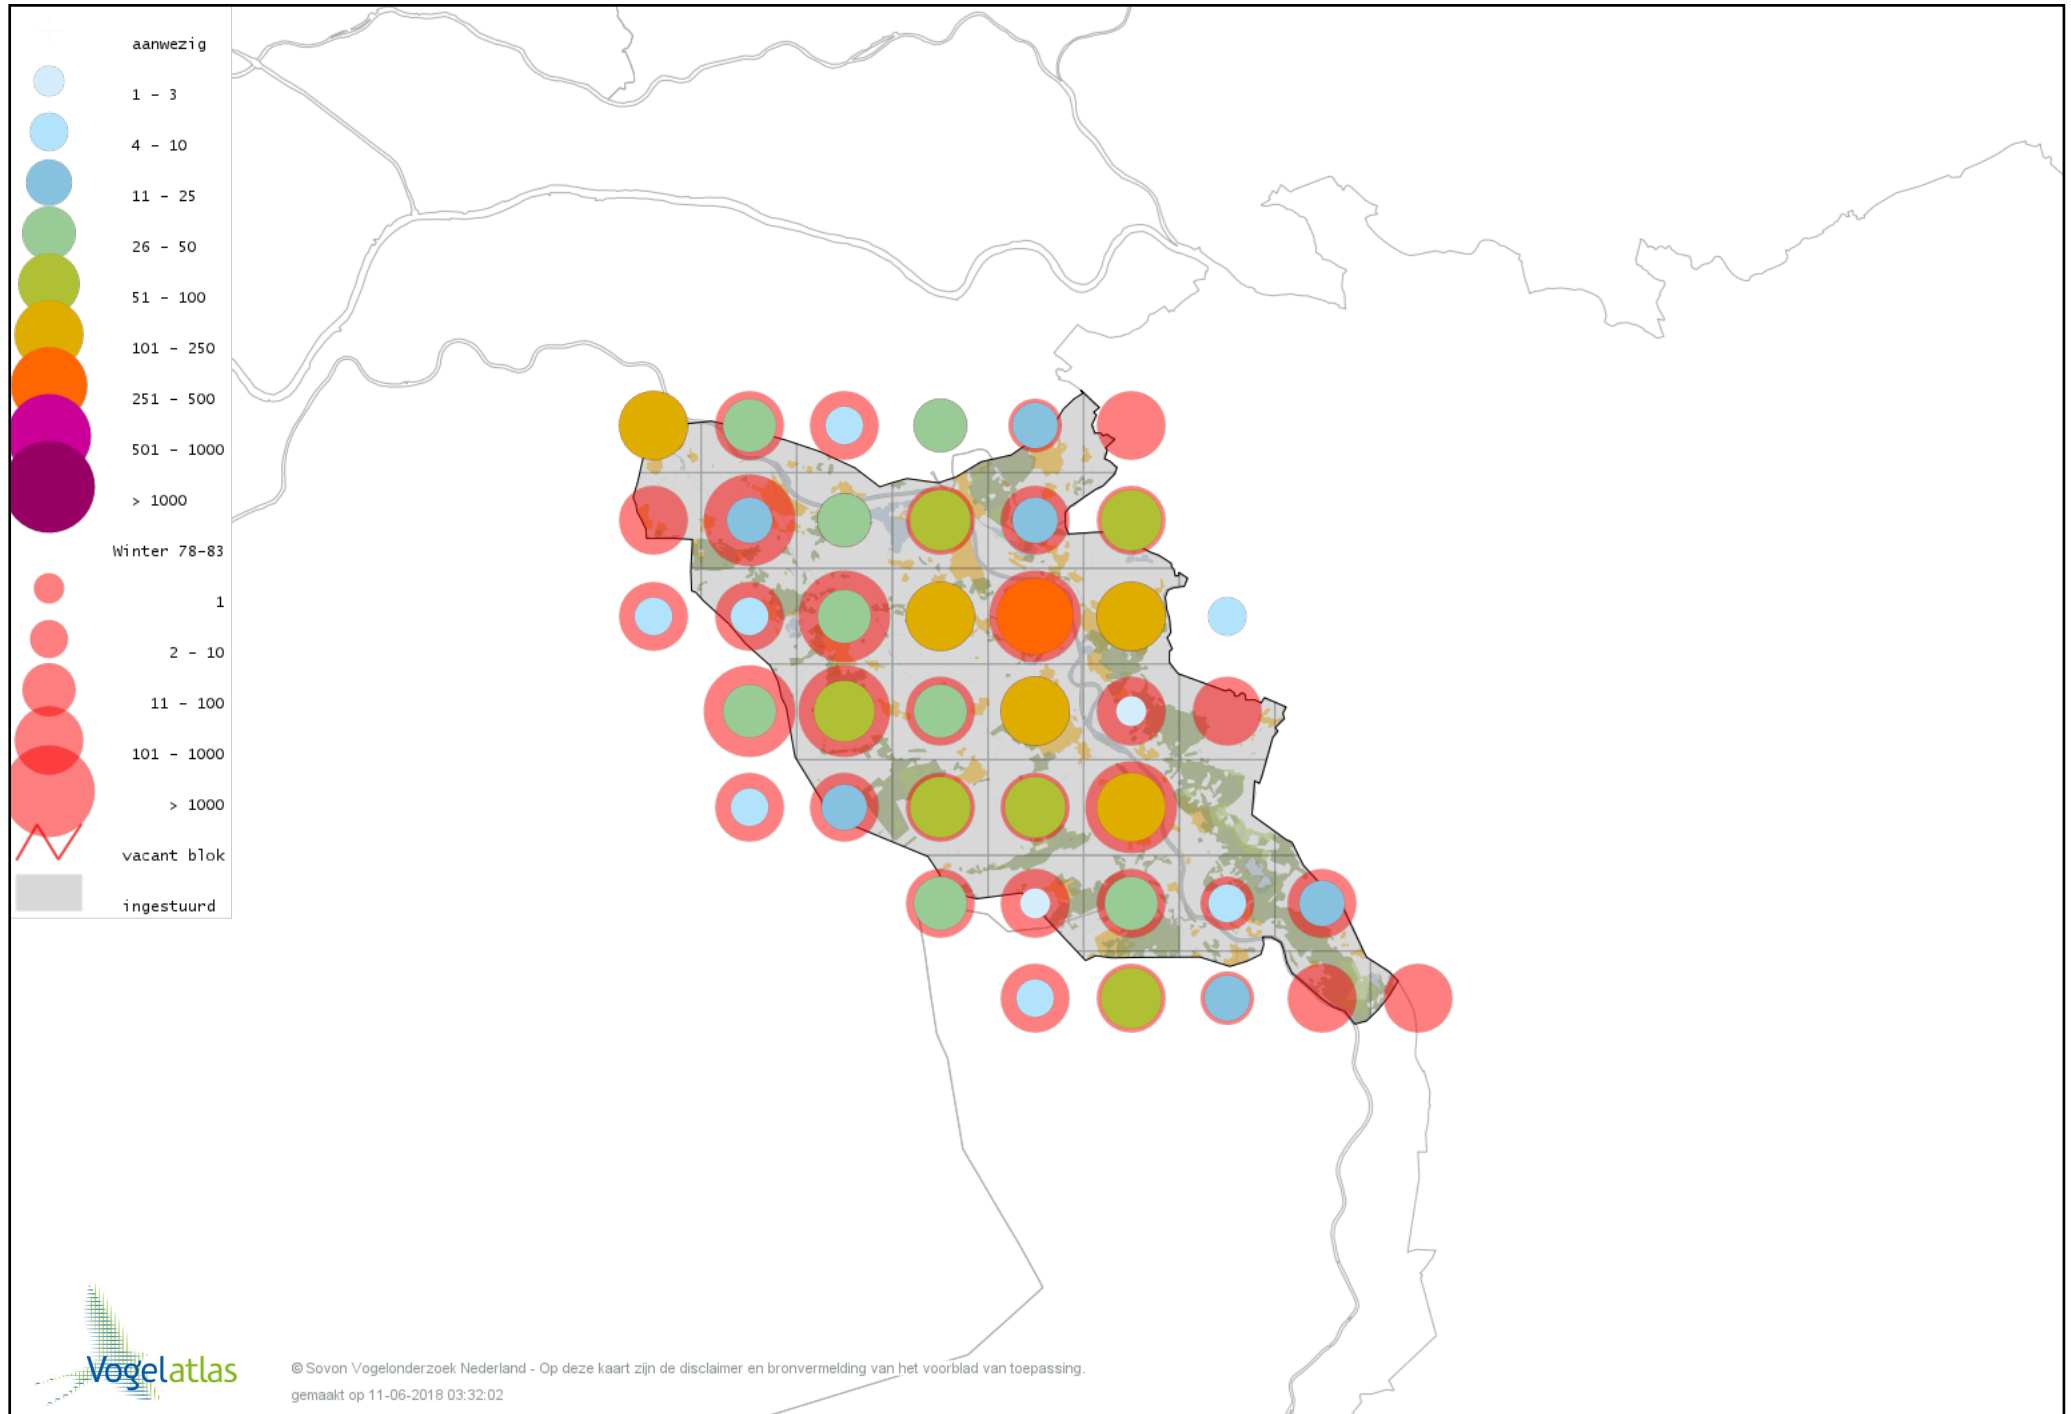 aanwezig
1 - 3
4 - 10
11 - 25
26 - 50
51 - 100
101 - 250
251 - 500
501 - 1000
> 1000
Winter 78-83
1
2 - 10
11 - 100
101 - 1000
> 1000
vacant blok
ingestuurd
Vogelatlas
© Sovon Vogelonderzoek Nederland - Op deze kaart zijn de disclaimer en bronvermelding van het voorblad van toepassing.
gemaakt op 11-06-2018 03:32:02